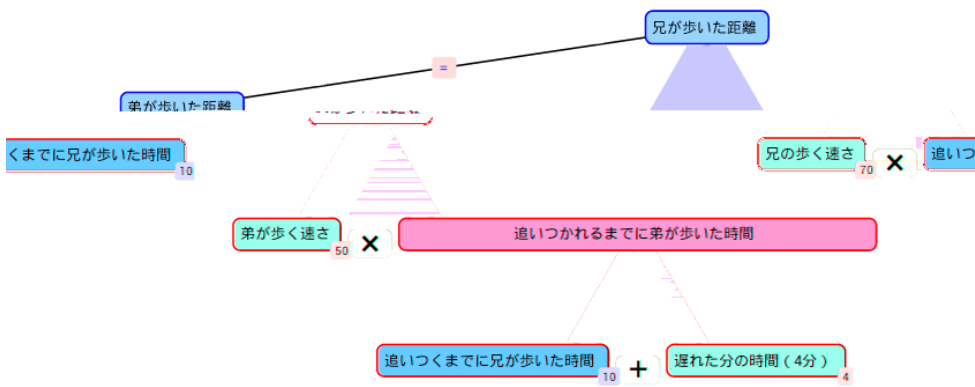 兄が歩いた距離
=
弟が歩いた距離
くまでに兄が歩いた時間
10
兄の歩く速さ
70
×
追いつ
弟が歩く速さ
50
×
追いつかれるまでに弟が歩いた時間
追いつくまでに兄が歩いた時間
10
+
遅れた分の時間(4分)
4